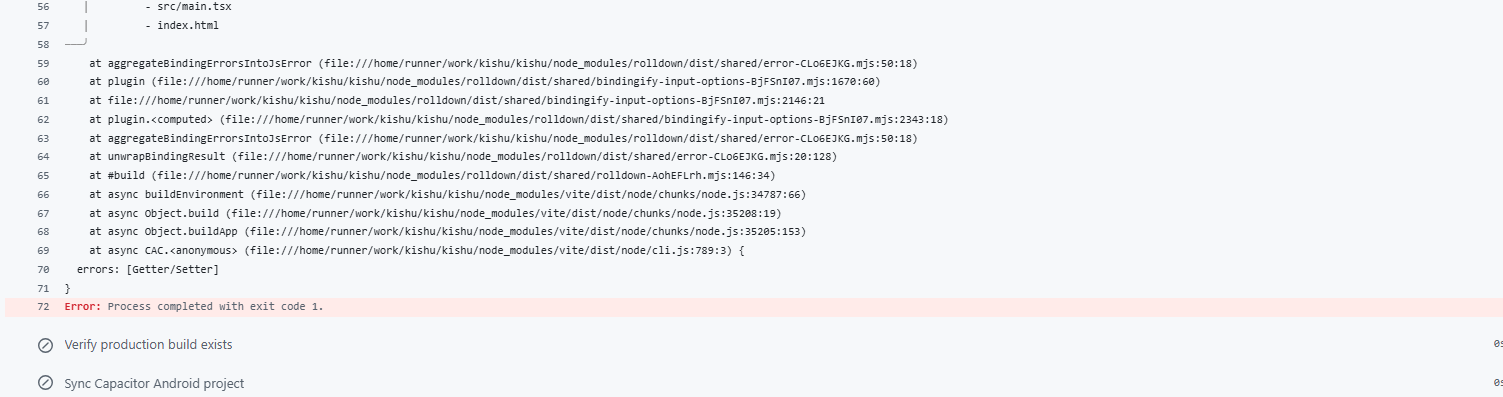 56 | - src/main.tsx
57 | - index.html
58 ───╯
59 at aggregateBindingErrorsIntoJsError (file:///home/runner/work/kishu/kishu/node_modules/rolldown/dist/shared/error-CLo6EJKG.mjs:50:18)
60 at plugin (file:///home/runner/work/kishu/kishu/node_modules/rolldown/dist/shared/bindingify-input-options-BjFSnI07.mjs:1670:60)
61 at file:///home/runner/work/kishu/kishu/node_modules/rolldown/dist/shared/bindingify-input-options-BjFSnI07.mjs:2146:21
62 at plugin.<computed> (file:///home/runner/work/kishu/kishu/node_modules/rolldown/dist/shared/bindingify-input-options-BjFSnI07.mjs:2343:18)
63 at aggregateBindingErrorsIntoJsError (file:///home/runner/work/kishu/kishu/node_modules/rolldown/dist/shared/error-CLo6EJKG.mjs:50:18)
64 at unwrapBindingResult (file:///home/runner/work/kishu/kishu/node_modules/rolldown/dist/shared/error-CLo6EJKG.mjs:20:128)
65 at #build (file:///home/runner/work/kishu/kishu/node_modules/rolldown/dist/shared/rolldown-AohEFLrh.mjs:146:34)
66 at async buildEnvironment (file:///home/runner/work/kishu/kishu/node_modules/vite/dist/node/chunks/node.js:34787:66)
67 at async Object.build (file:///home/runner/work/kishu/kishu/node_modules/vite/dist/node/chunks/node.js:35208:19)
68 at async Object.buildApp (file:///home/runner/work/kishu/kishu/node_modules/vite/dist/node/chunks/node.js:35205:153)
69 at async CAC.<anonymous> (file:///home/runner/work/kishu/kishu/node_modules/vite/dist/node/cli.js:789:3) {
70 errors: [Getter/Setter]
71 }
72 Error: Process completed with exit code 1.
Verify production build exists 0s
Sync Capacitor Android project 0s